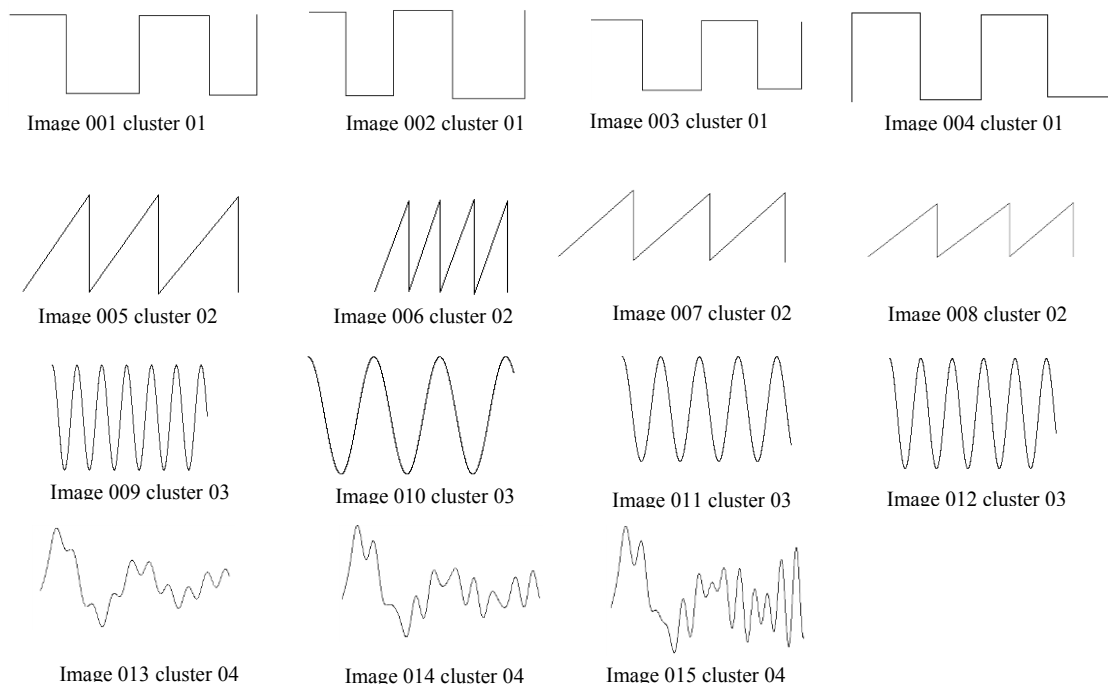 Image 001 cluster 01
Image 002 cluster 01
Image 003 cluster 01
Image 004 cluster 01
Image 005 cluster 02
Image 006 cluster 02
Image 007 cluster 02
Image 008 cluster 02
Image 009 cluster 03
Image 010 cluster 03
Image 011 cluster 03
Image 012 cluster 03
Image 013 cluster 04
Image 014 cluster 04
Image 015 cluster 04